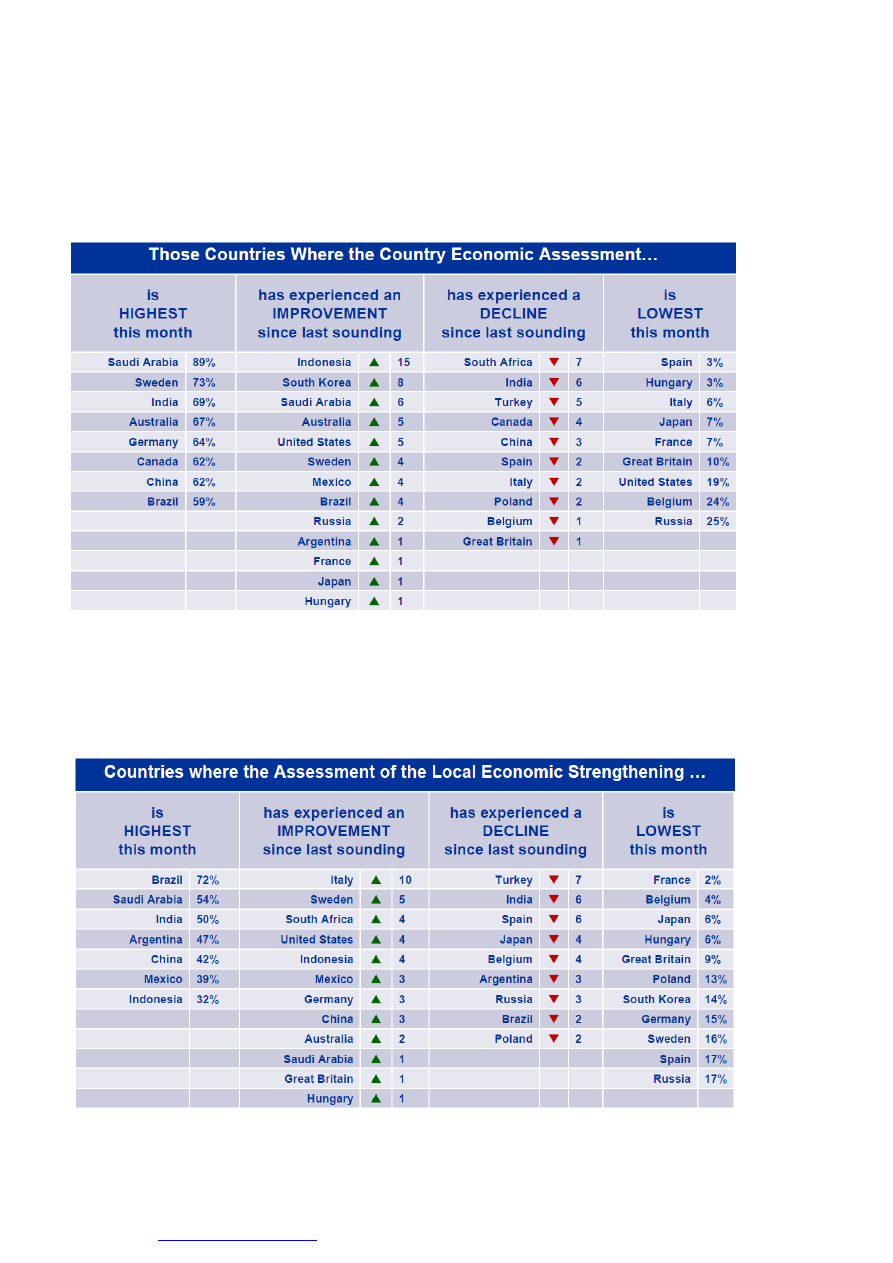 Those Countries Where the Country Economic Assessment…
is HIGHEST this month | has experienced an IMPROVEMENT since last sounding | has experienced a DECLINE since last sounding | is LOWEST this month
Saudi Arabia 89% Indonesia ▲ 15 South Africa ▼ 7 Spain 3%
Sweden 73% South Korea ▲ 8 India ▼ 6 Hungary 3%
India 69% Saudi Arabia ▲ 6 Turkey ▼ 5 Italy 6%
Australia 67% Australia ▲ 5 Canada ▼ 4 Japan 7%
Germany 64% United States ▲ 5 China ▼ 3 France 7%
Canada 62% Sweden ▲ 4 Spain ▼ 2 Great Britain 10%
China 62% Mexico ▲ 4 Italy ▼ 2 United States 19%
Brazil 59% Brazil ▲ 4 Poland ▼ 2 Belgium 24%
Russia ▲ 2 Belgium ▼ 1 Russia 25%
Argentina ▲ 1 Great Britain ▼ 1
France ▲ 1
Japan ▲ 1
Hungary ▲ 1
Countries where the Assessment of the Local Economic Strengthening …
is HIGHEST this month | has experienced an IMPROVEMENT since last sounding | has experienced a DECLINE since last sounding | is LOWEST this month
Brazil 72% Italy ▲ 10 Turkey ▼ 7 France 2%
Saudi Arabia 54% Sweden ▲ 5 India ▼ 6 Belgium 4%
India 50% South Africa ▲ 4 Spain ▼ 6 Japan 6%
Argentina 47% United States ▲ 4 Japan ▼ 4 Hungary 6%
China 42% Indonesia ▲ 4 Belgium ▼ 4 Great Britain 9%
Mexico 39% Mexico ▲ 3 Argentina ▼ 3 Poland 13%
Indonesia 32% Germany ▲ 3 Russia ▼ 3 South Korea 14%
China ▲ 3 Brazil ▼ 2 Germany 15%
Australia ▲ 2 Poland ▼ 2 Sweden 16%
Saudi Arabia ▲ 1 Spain 17%
Great Britain ▲ 1 Russia 17%
Hungary ▲ 1